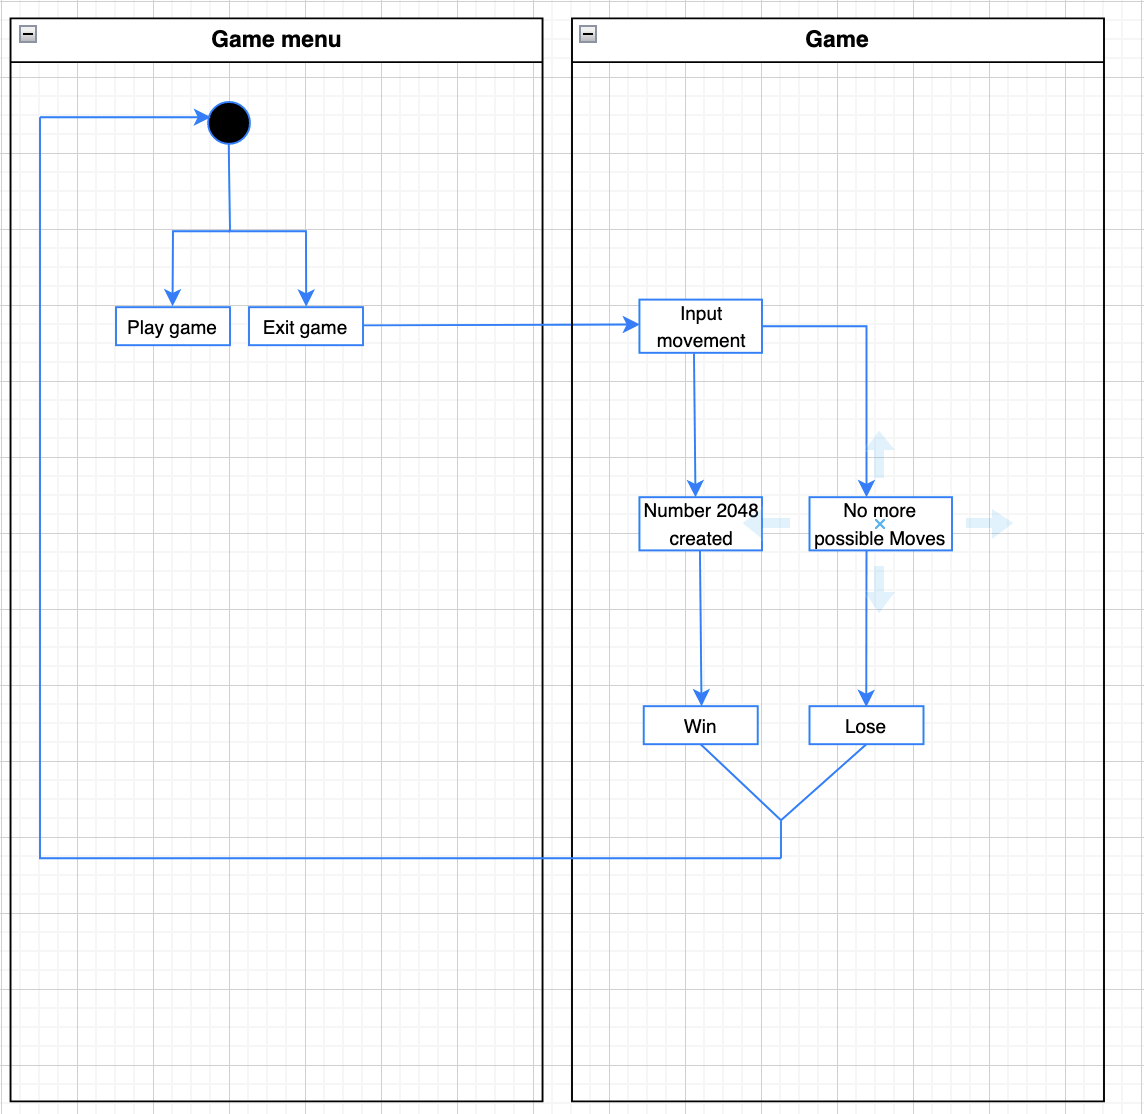 Game menu
Game
Play game
Exit game
Input
movement
Number 2048
created
No more
possible Moves
Win
Lose